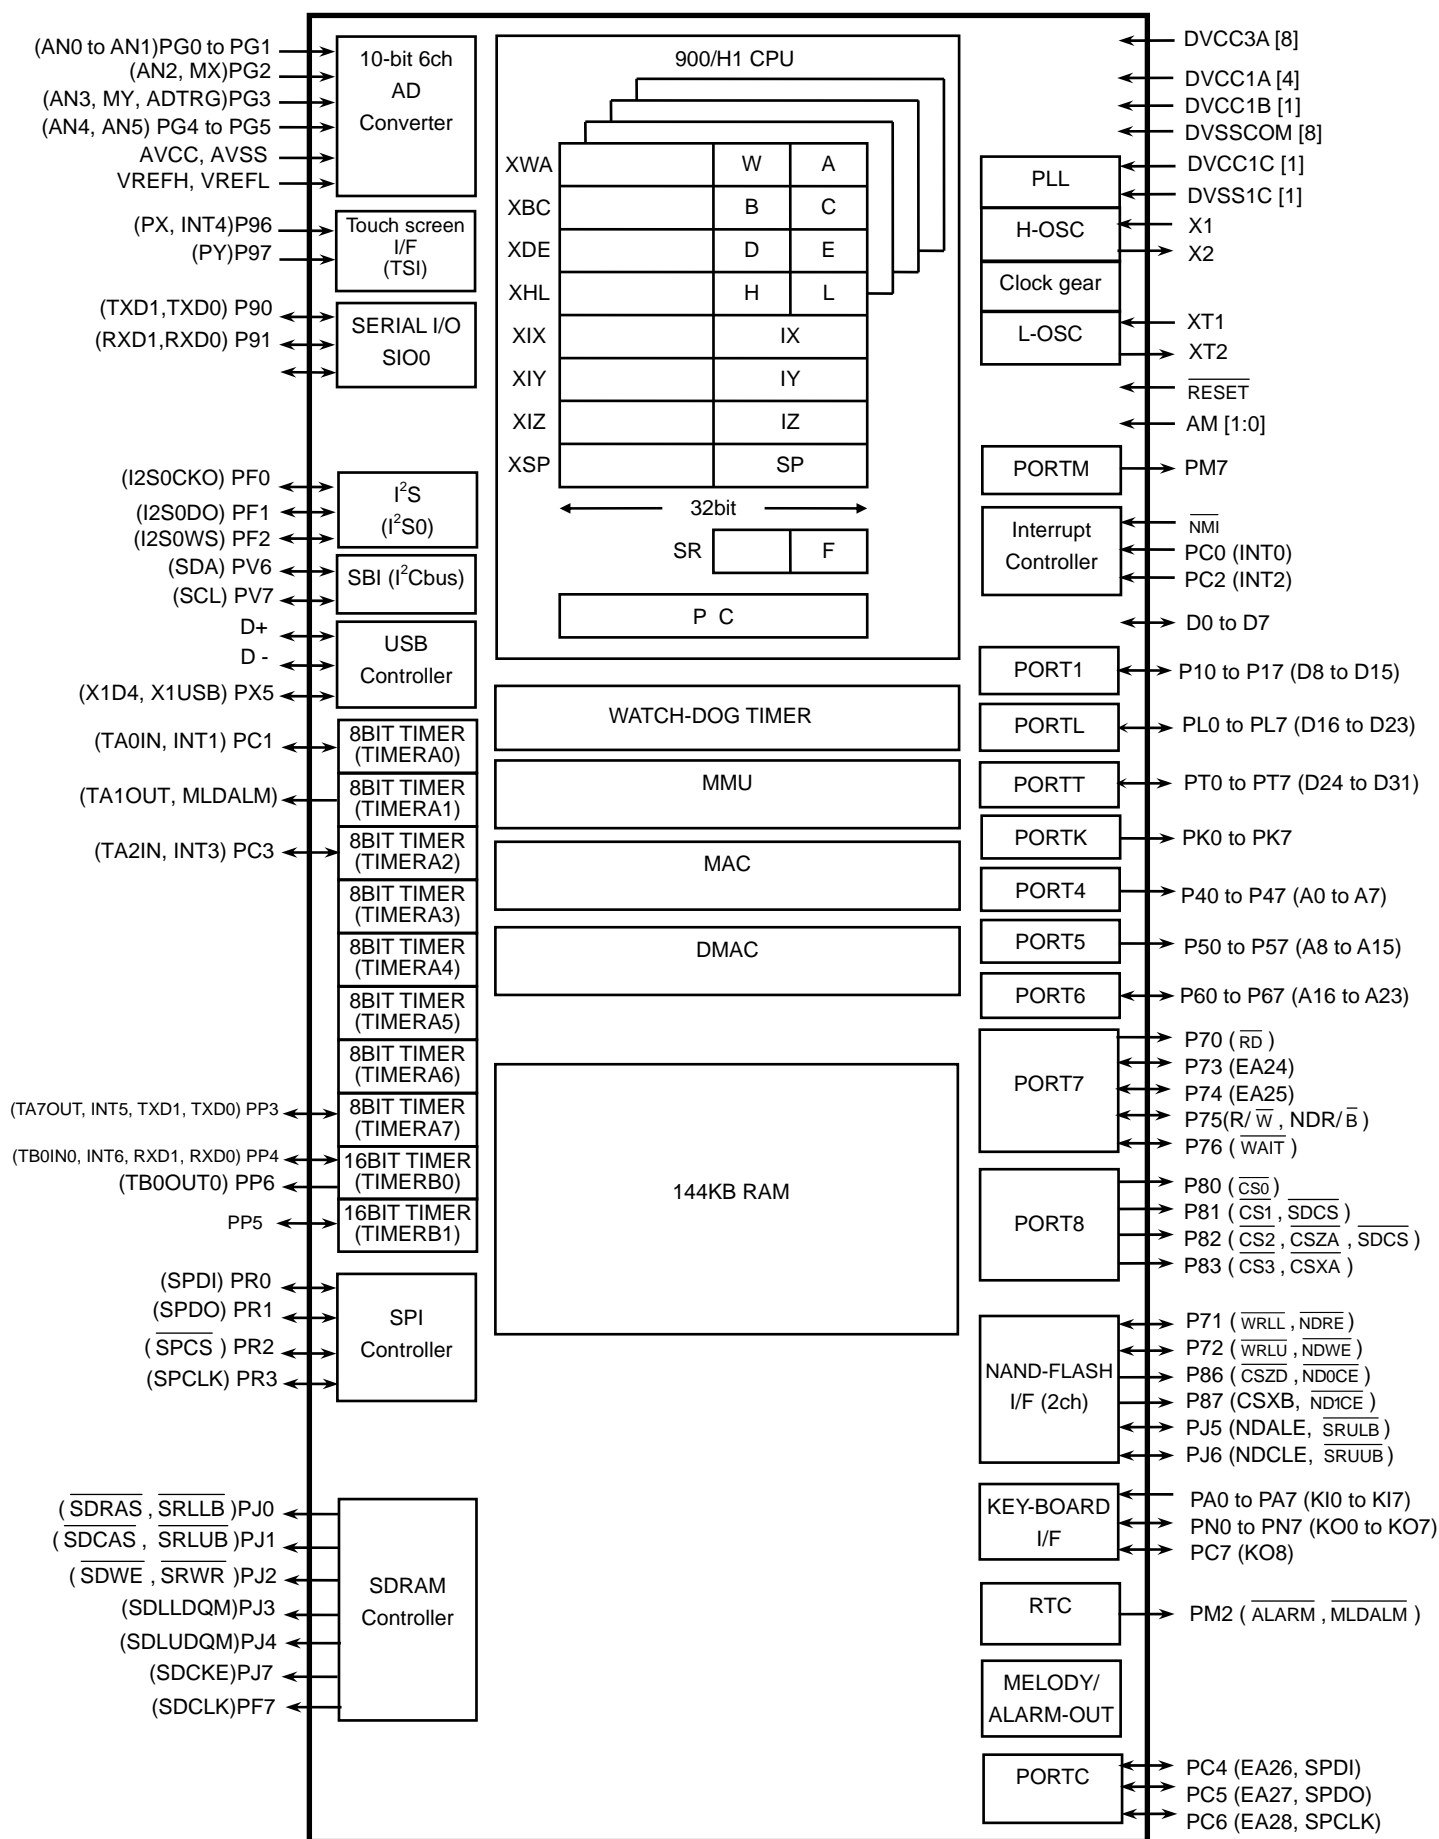 (AN0 to AN1)PG0 to PG1
(AN2, MX)PG2
(AN3, MY, ADTRG)PG3
(AN4, AN5) PG4 to PG5
AVCC, AVSS
VREFH, VREFL
10-bit 6ch
AD
Converter
(PX, INT4)P96
(PY)P97
Touch screen
I/F
(TSI)
(TXD1,TXD0) P90
(RXD1,RXD0) P91
SERIAL I/O
SIO0
(I2S0CKO) PF0
(I2S0DO) PF1
(I2S0WS) PF2
I²S
(I²S0)
(SDA) PV6
(SCL) PV7
SBI (I²Cbus)
D+
D -
(X1D4, X1USB) PX5
USB
Controller
(TA0IN, INT1) PC1
8BIT TIMER
(TIMERA0)
(TA1OUT, MLDALM)
8BIT TIMER
(TIMERA1)
(TA2IN, INT3) PC3
8BIT TIMER
(TIMERA2)
8BIT TIMER
(TIMERA3)
8BIT TIMER
(TIMERA4)
8BIT TIMER
(TIMERA5)
8BIT TIMER
(TIMERA6)
(TA7OUT, INT5, TXD1, TXD0) PP3
8BIT TIMER
(TIMERA7)
(TB0IN0, INT6, RXD1, RXD0) PP4
(TB0OUT0) PP6
16BIT TIMER
(TIMERB0)
PP5
16BIT TIMER
(TIMERB1)
(SPDI) PR0
(SPDO) PR1
(SPCS) PR2
(SPCLK) PR3
SPI
Controller
(SDRAS, SRLLB)PJ0
(SDCAS, SRLUB)PJ1
(SDWE, SRWR)PJ2
(SDLLDQM)PJ3
(SDLUDQM)PJ4
(SDCKE)PJ7
(SDCLK)PF7
SDRAM
Controller
900/H1 CPU
XWA W A
XBC B C
XDE D E
XHL H L
XIX IX
XIY IY
XIZ IZ
XSP SP
32bit
SR F
P C
WATCH-DOG TIMER
MMU
MAC
DMAC
144KB RAM
DVCC3A [8]
DVCC1A [4]
DVCC1B [1]
DVSSCOM [8]
PLL
DVCC1C [1]
DVSS1C [1]
H-OSC
X1
X2
Clock gear
L-OSC
XT1
XT2
RESET
AM [1:0]
PORTM
PM7
Interrupt
Controller
NMI
PC0 (INT0)
PC2 (INT2)
D0 to D7
PORT1
P10 to P17 (D8 to D15)
PORTL
PL0 to PL7 (D16 to D23)
PORTT
PT0 to PT7 (D24 to D31)
PORTK
PK0 to PK7
PORT4
P40 to P47 (A0 to A7)
PORT5
P50 to P57 (A8 to A15)
PORT6
P60 to P67 (A16 to A23)
PORT7
P70 (RD)
P73 (EA24)
P74 (EA25)
P75(R/W, NDR/B)
P76 (WAIT)
PORT8
P80 (CS0)
P81 (CS1, SDCS)
P82 (CS2, CSZA, SDCS)
P83 (CS3, CSXA)
NAND-FLASH
I/F (2ch)
P71 (WRLL, NDRE)
P72 (WRLU, NDWE)
P86 (CSZD, ND0CE)
P87 (CSXB, ND1CE)
PJ5 (NDALE, SRULB)
PJ6 (NDCLE, SRUUB)
KEY-BOARD
I/F
PA0 to PA7 (KI0 to KI7)
PN0 to PN7 (KO0 to KO7)
PC7 (KO8)
RTC
PM2 (ALARM, MLDALM)
MELODY/
ALARM-OUT
PORTC
PC4 (EA26, SPDI)
PC5 (EA27, SPDO)
PC6 (EA28, SPCLK)